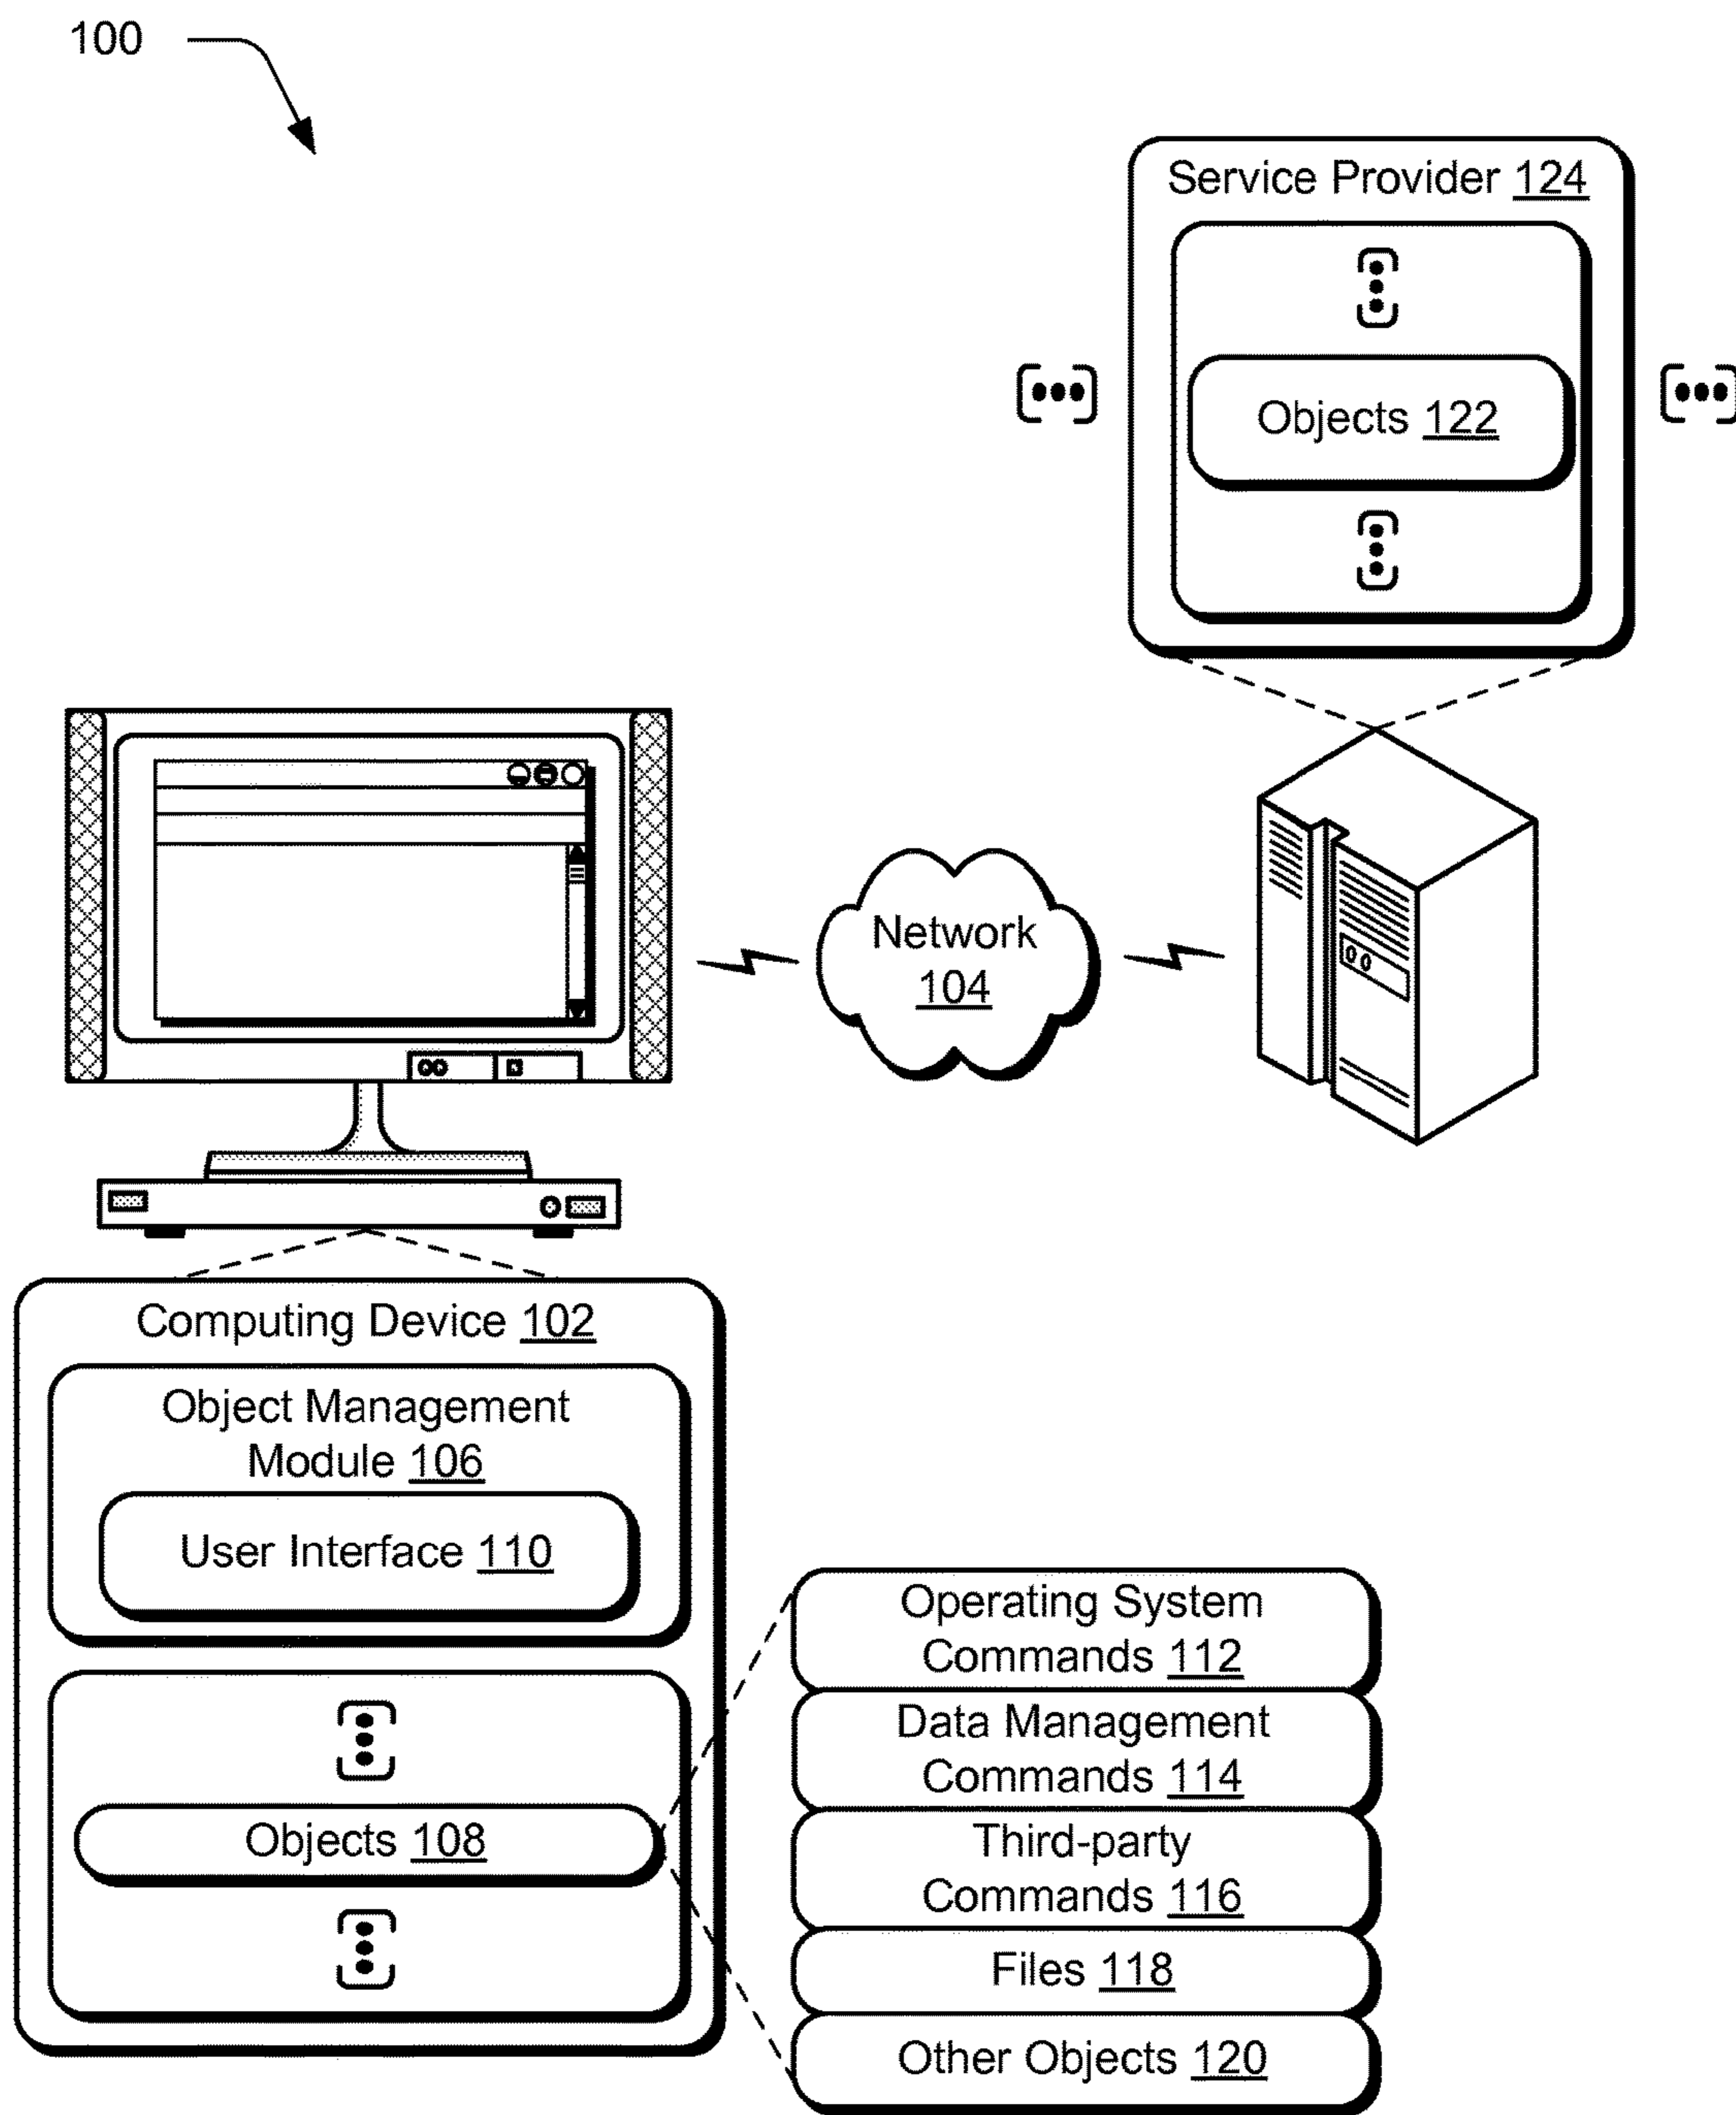 100
Service Provider 124
Objects 122
Network
104
Computing Device 102
Object Management
Module 106
User Interface 110
Objects 108
Operating System
Commands 112
Data Management
Commands 114
Third-party
Commands 116
Files 118
Other Objects 120